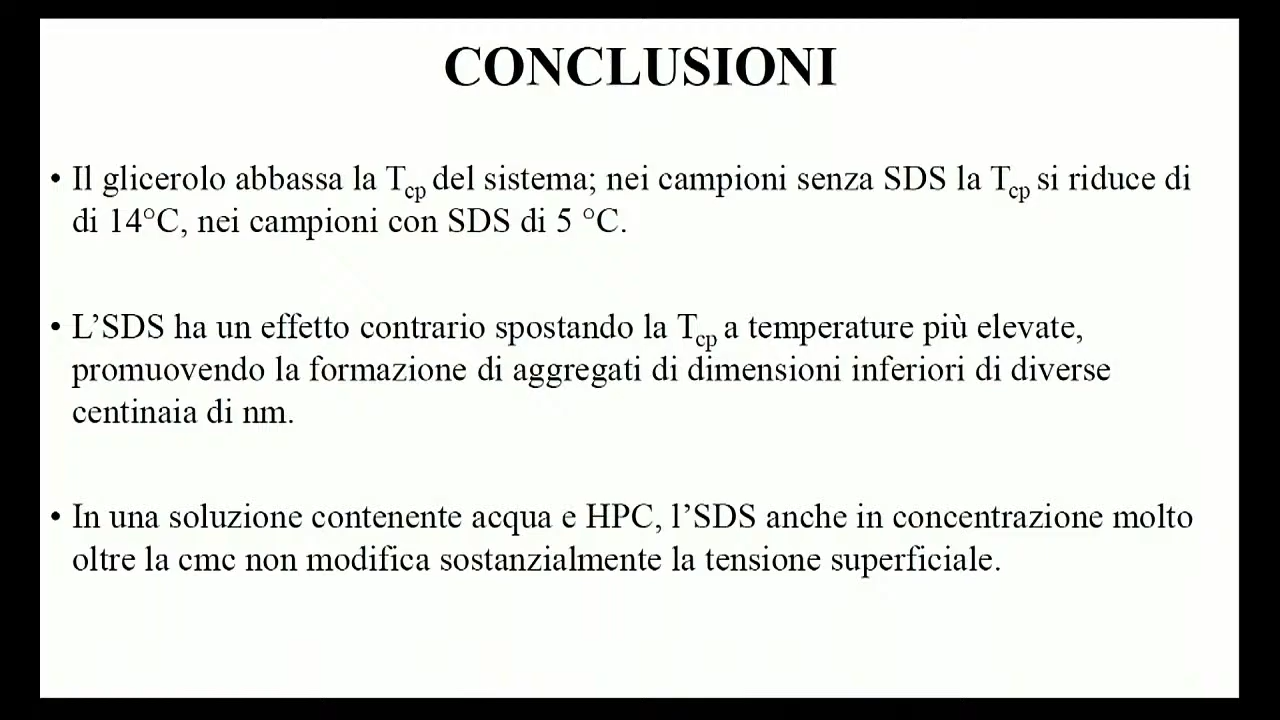 CONCLUSIONI
• Il glicerolo abbassa la Tcp del sistema; nei campioni senza SDS la Tcp si riduce di
di 14°C, nei campioni con SDS di 5 °C.
• L’SDS ha un effetto contrario spostando la Tcp a temperature più elevate,
promuovendo la formazione di aggregati di dimensioni inferiori di diverse
centinaia di nm.
• In una soluzione contenente acqua e HPC, l’SDS anche in concentrazione molto
oltre la cmc non modifica sostanzialmente la tensione superficiale.